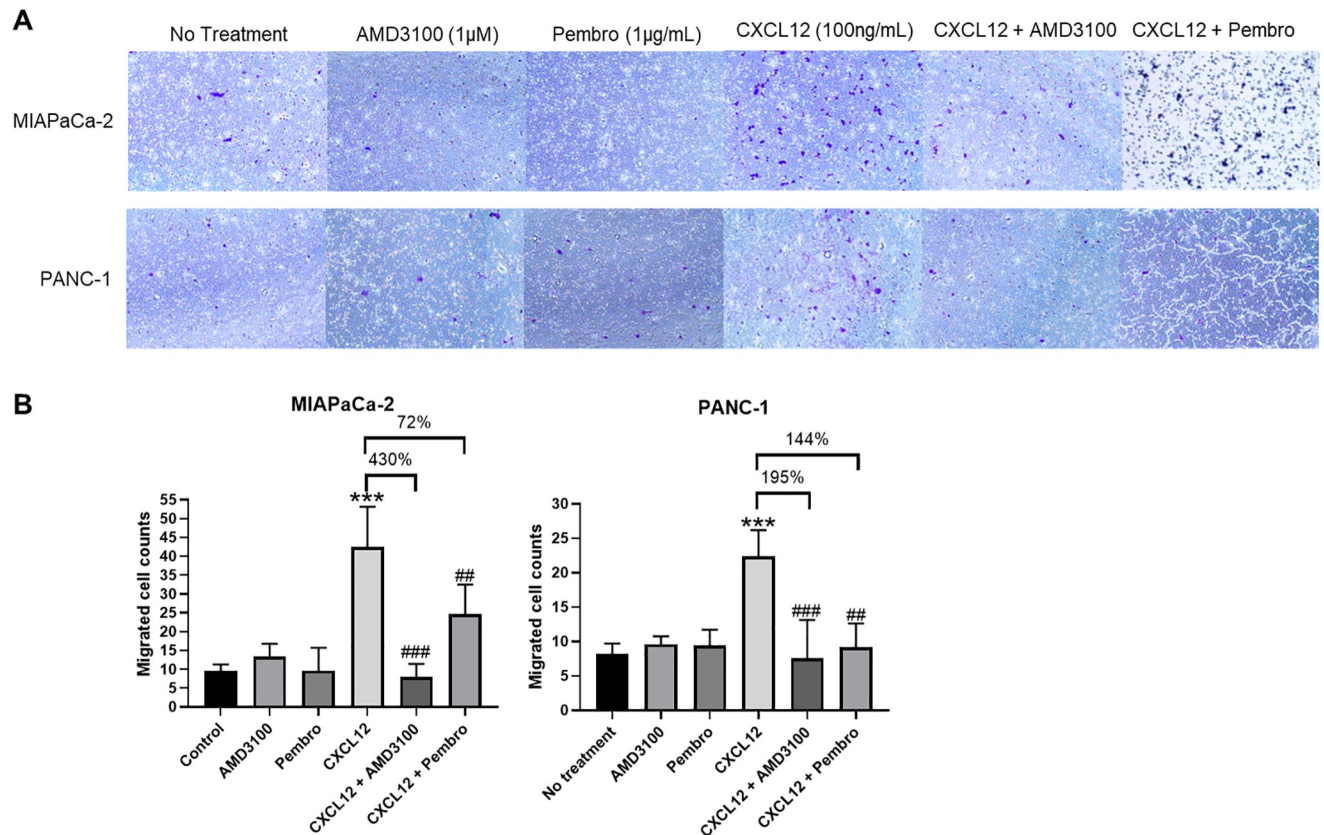 A
No Treatment AMD3100 (1µM) Pembro (1µg/mL) CXCL12 (100ng/mL) CXCL12 + AMD3100 CXCL12 + Pembro
MIAPaCa-2
PANC-1
B
MIAPaCa-2
72%
430%
***
###
##
Migrated cell counts
55
50
45
40
35
30
25
20
15
10
5
0
Control
AMD3100
Pembro
CXCL12
CXCL12 + AMD3100
CXCL12 + Pembro
PANC-1
144%
195%
***
###
##
Migrated cell counts
30
25
20
15
10
5
0
No treatment
AMD3100
Pembro
CXCL12
CXCL12 + AMD3100
CXCL12 + Pembro